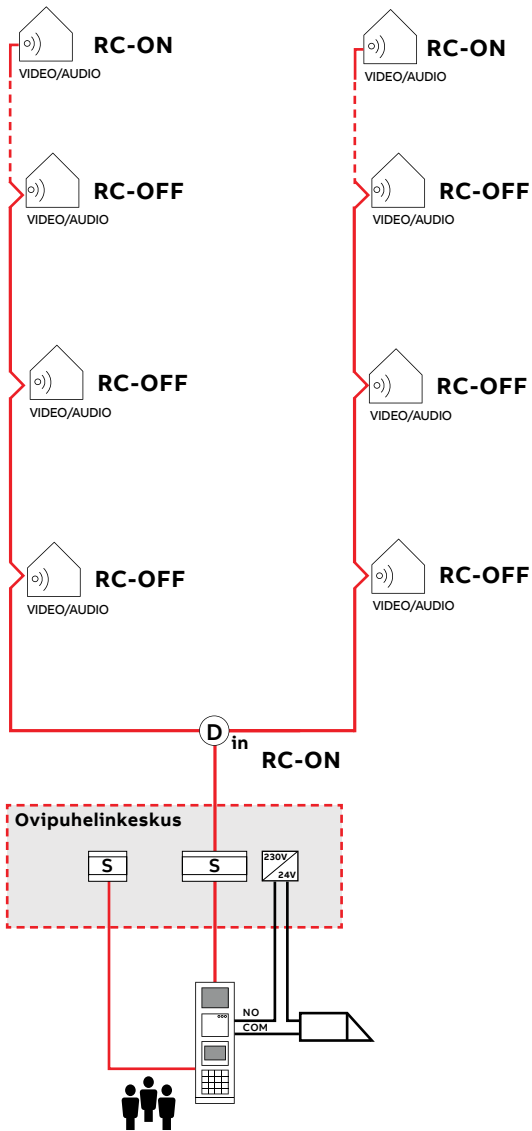 RC-ON
VIDEO/AUDIO
RC-ON
VIDEO/AUDIO
RC-OFF
VIDEO/AUDIO
RC-OFF
VIDEO/AUDIO
RC-OFF
VIDEO/AUDIO
RC-OFF
VIDEO/AUDIO
RC-OFF
VIDEO/AUDIO
RC-OFF
VIDEO/AUDIO
D
in
RC-ON
Ovipuhelinkeskus
S
S
230V
24V
NO
COM